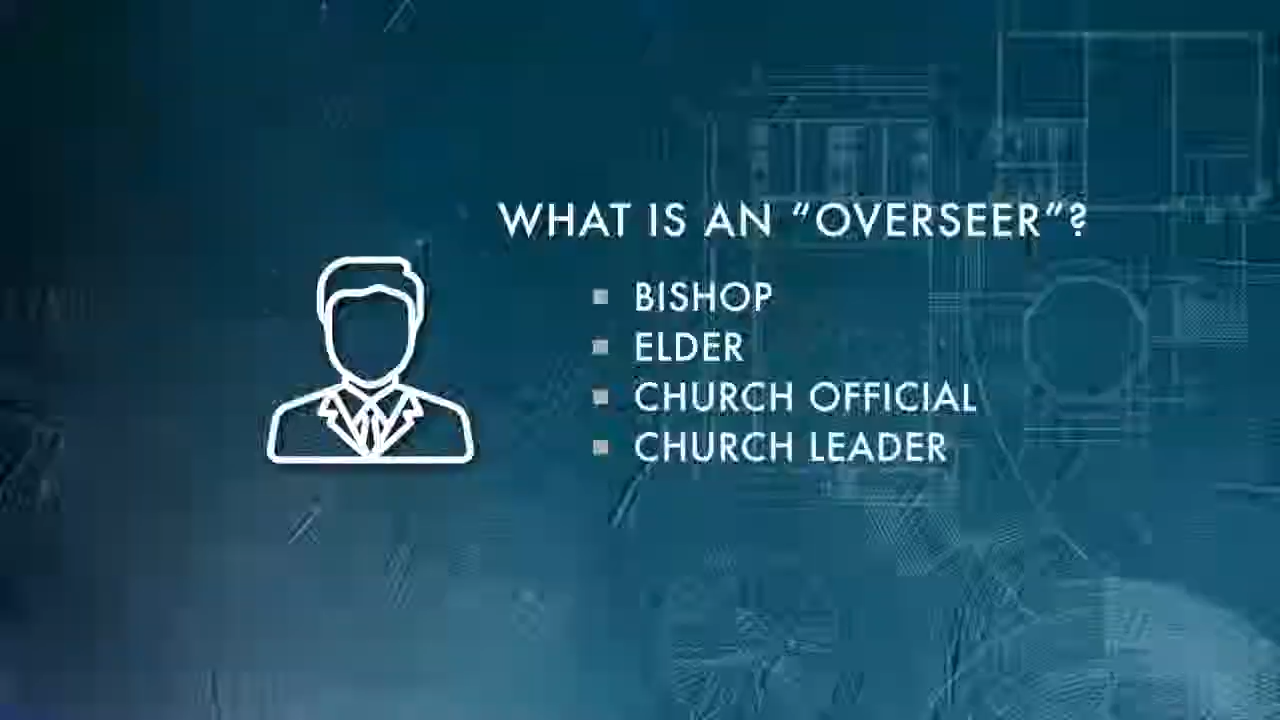 WHAT IS AN “OVERSEER”?
BISHOP
ELDER
CHURCH OFFICIAL
CHURCH LEADER